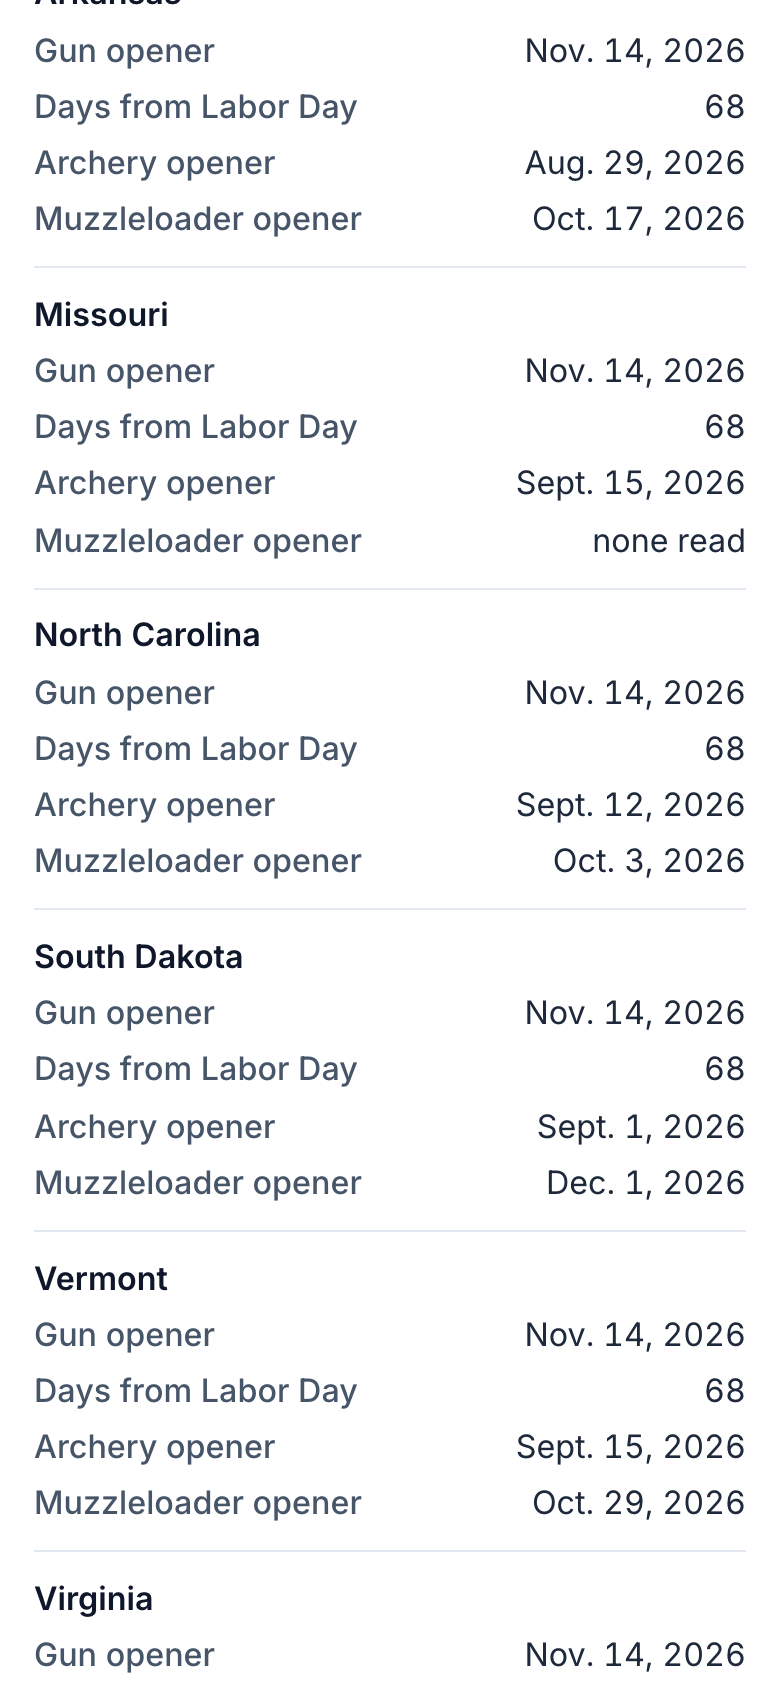 Arkansas
Gun opener Nov. 14, 2026
Days from Labor Day 68
Archery opener Aug. 29, 2026
Muzzleloader opener Oct. 17, 2026
Missouri
Gun opener Nov. 14, 2026
Days from Labor Day 68
Archery opener Sept. 15, 2026
Muzzleloader opener none read
North Carolina
Gun opener Nov. 14, 2026
Days from Labor Day 68
Archery opener Sept. 12, 2026
Muzzleloader opener Oct. 3, 2026
South Dakota
Gun opener Nov. 14, 2026
Days from Labor Day 68
Archery opener Sept. 1, 2026
Muzzleloader opener Dec. 1, 2026
Vermont
Gun opener Nov. 14, 2026
Days from Labor Day 68
Archery opener Sept. 15, 2026
Muzzleloader opener Oct. 29, 2026
Virginia
Gun opener Nov. 14, 2026